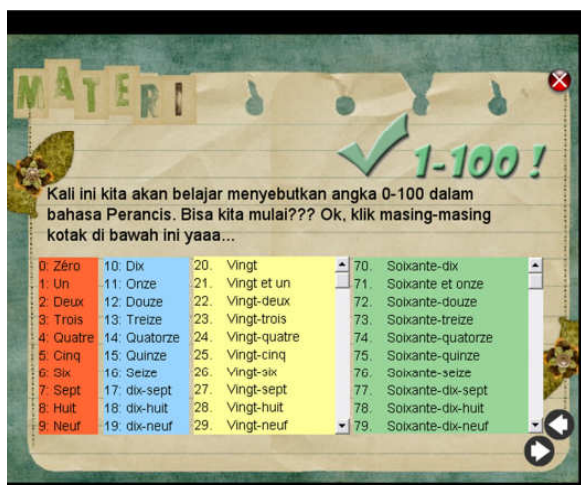 MATERI
1-100 !
Kali ini kita akan belajar menyebutkan angka 0-100 dalam
bahasa Perancis. Bisa kita mulai??? Ok, klik masing-masing
kotak di bawah ini yaaa...
0: Zéro
1: Un
2: Deux
3: Trois
4: Quatre
5: Cinq
6: Six
7: Sept
8: Huit
9: Neuf
10: Dix
11: Onze
12: Douze
13: Treize
14: Quatorze
15: Quinze
16: Seize
17: dix-sept
18: dix-huit
19: dix-neuf
20. Vingt
21. Vingt et un
22. Vingt-deux
23. Vingt-trois
24. Vingt-quatre
25. Vingt-cinq
26. Vingt-six
27. Vingt-sept
28. Vingt-huit
29. Vingt-neuf
70. Soixante-dix
71. Soixante et onze
72. Soixante-douze
73. Soixante-treize
74. Soixante-quatorze
75. Soixante-quinze
76. Soixante-seize
77. Soixante-dix-sept
78. Soixante-dix-huit
79. Soixante-dix-neuf